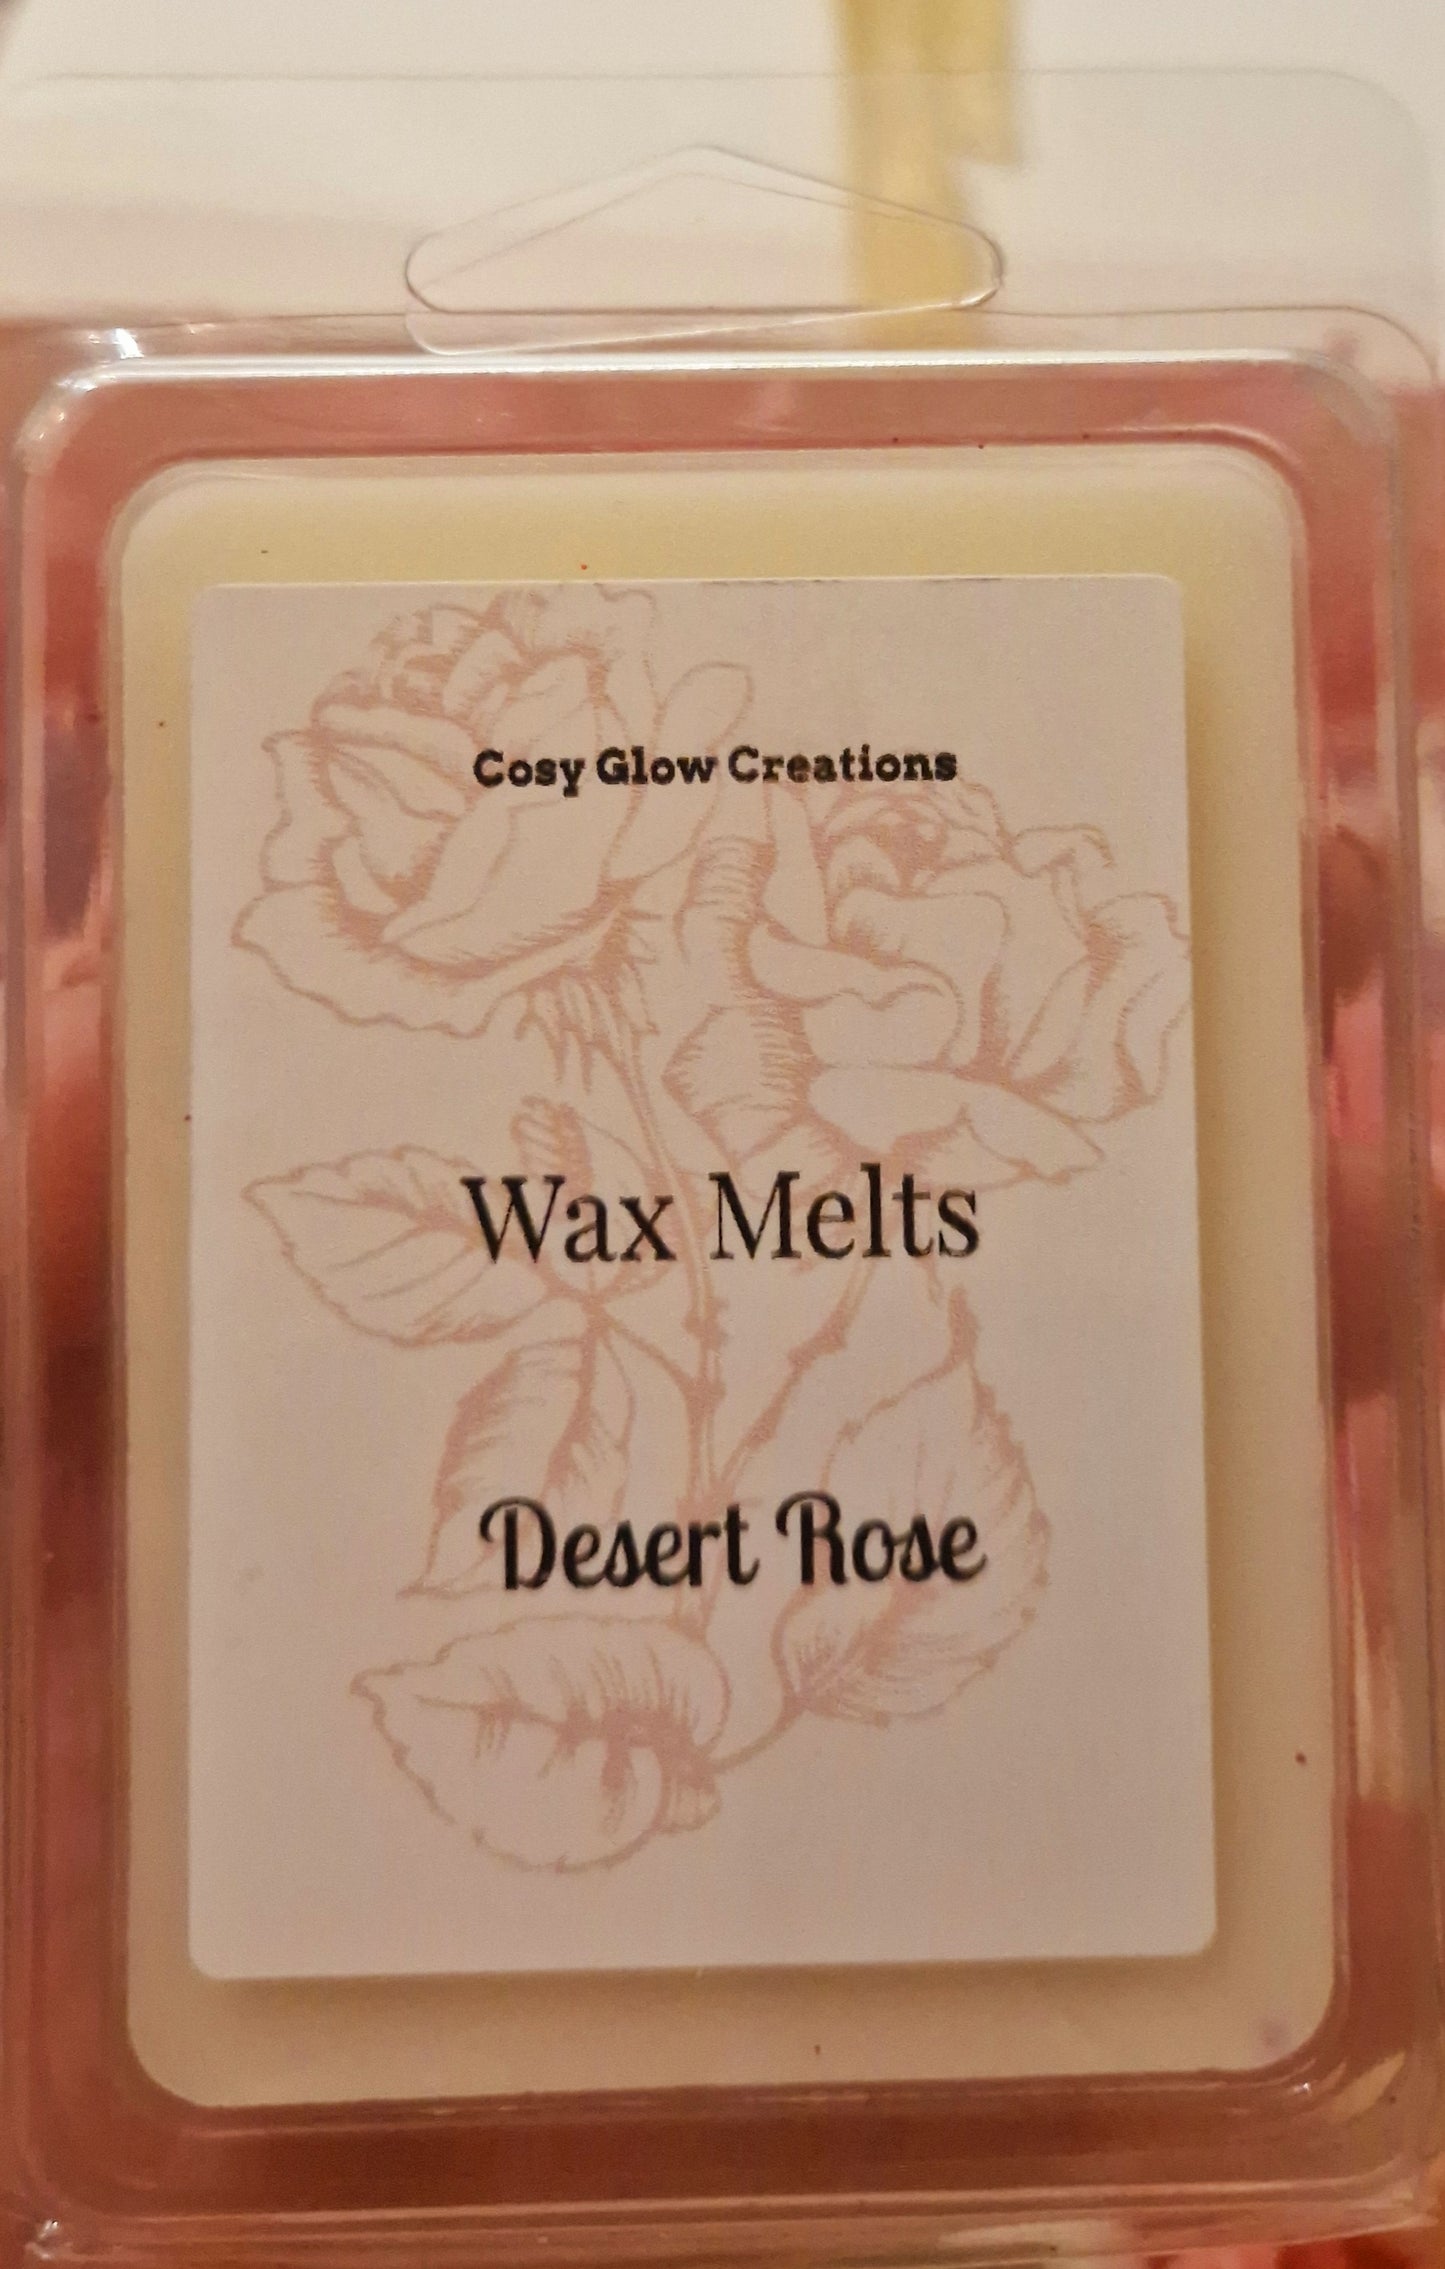 Cosy Glow Creations
Wax Melts
Desert Rose